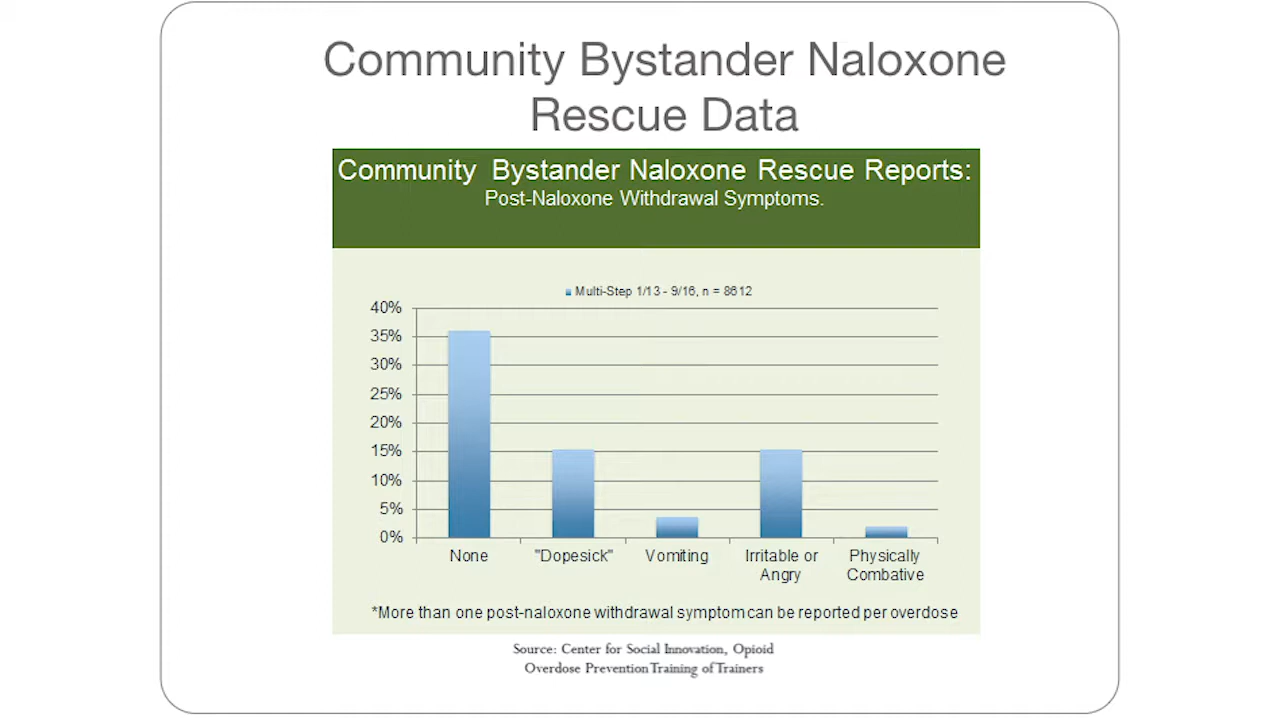 Community Bystander Naloxone
Rescue Data
Community Bystander Naloxone Rescue Reports:
Post-Naloxone Withdrawal Symptoms.
Multi-Step 1/13 - 9/16, n = 8612
40%
35%
30%
25%
20%
15%
10%
5%
0%
None
"Dopesick"
Vomiting
Irritable or
Angry
Physically
Combative
*More than one post-naloxone withdrawal symptom can be reported per overdose
Source: Center for Social Innovation, Opioid
Overdose Prevention Training of Trainers